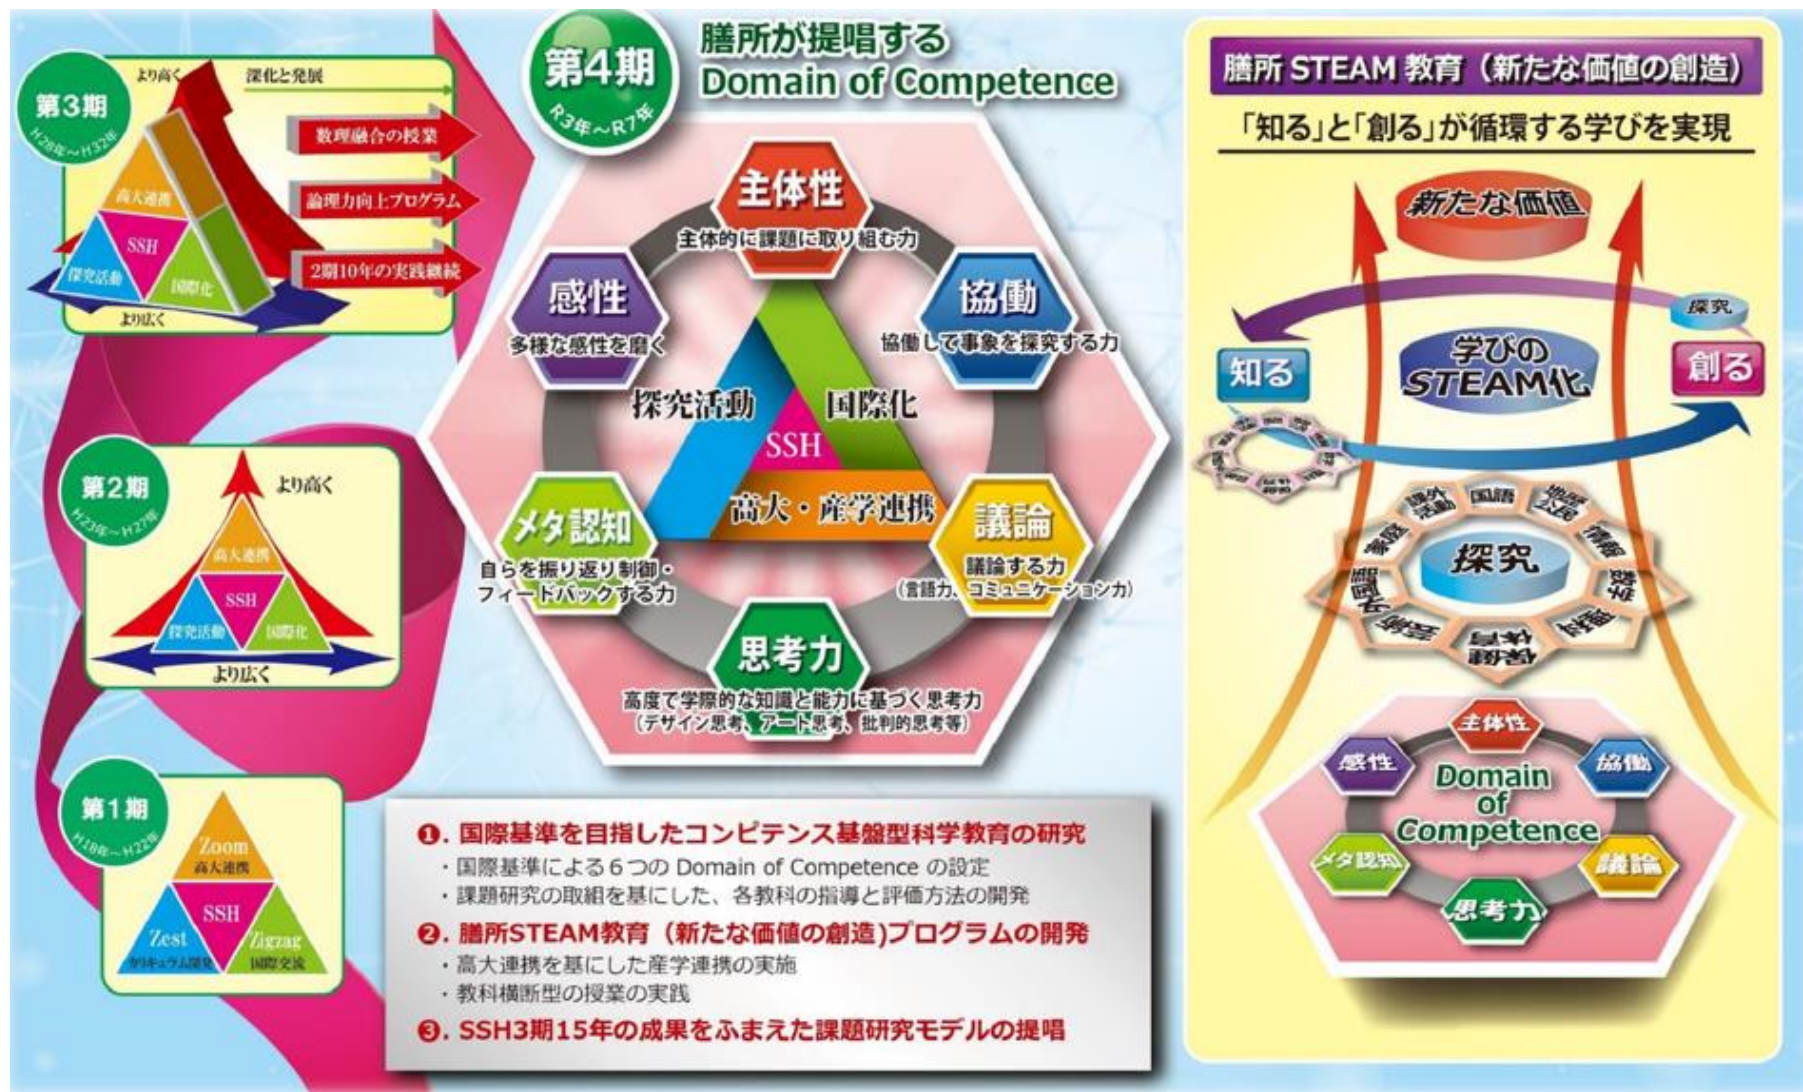 第3期
H28年～H32年
より高く
深化と発展
数理融合の授業
論理力向上プログラム
2期10年の実践継続
高大連携
SSH
探究活動
国際化
より広く
第2期
H23年～H27年
より高く
高大連携
SSH
探究活動
国際化
より広く
第1期
H18年～H22年
Zoom
高大連携
SSH
Zest
カリキュラム開発
Zigzag
国際交流
第4期
R3年～R7年
膳所が提唱する
Domain of Competence
主体性
主体的に課題に取り組む力
感性
多様な感性を磨く
協働
協働して事象を探究する力
探究活動
国際化
SSH
高大・産学連携
メタ認知
自らを振り返り制御・
フィードバックする力
議論
議論する力
（言語力、コミュニケーション力）
思考力
高度で学際的な知識と能力に基づく思考力
（デザイン思考、アート思考、批判的思考等）
❶. 国際基準を目指したコンピテンス基盤型科学教育の研究
・国際基準による６つの Domain of Competence の設定
・課題研究の取組を基にした、各教科の指導と評価方法の開発
❷. 膳所STEAM教育（新たな価値の創造)プログラムの開発
・高大連携を基にした産学連携の実施
・教科横断型の授業の実践
❸. SSH3期15年の成果をふまえた課題研究モデルの提唱
膳所 STEAM 教育（新たな価値の創造）
「知る」と「創る」が循環する学びを実現
新たな価値
探究
知る
学びの
STEAM化
創る
課外
活動
国語
地歴
公民
家庭
情報
探究
外国語
数学
芸術
保健
体育
理科
主体性
感性
協働
Domain
of
Competence
メタ認知
議論
思考力